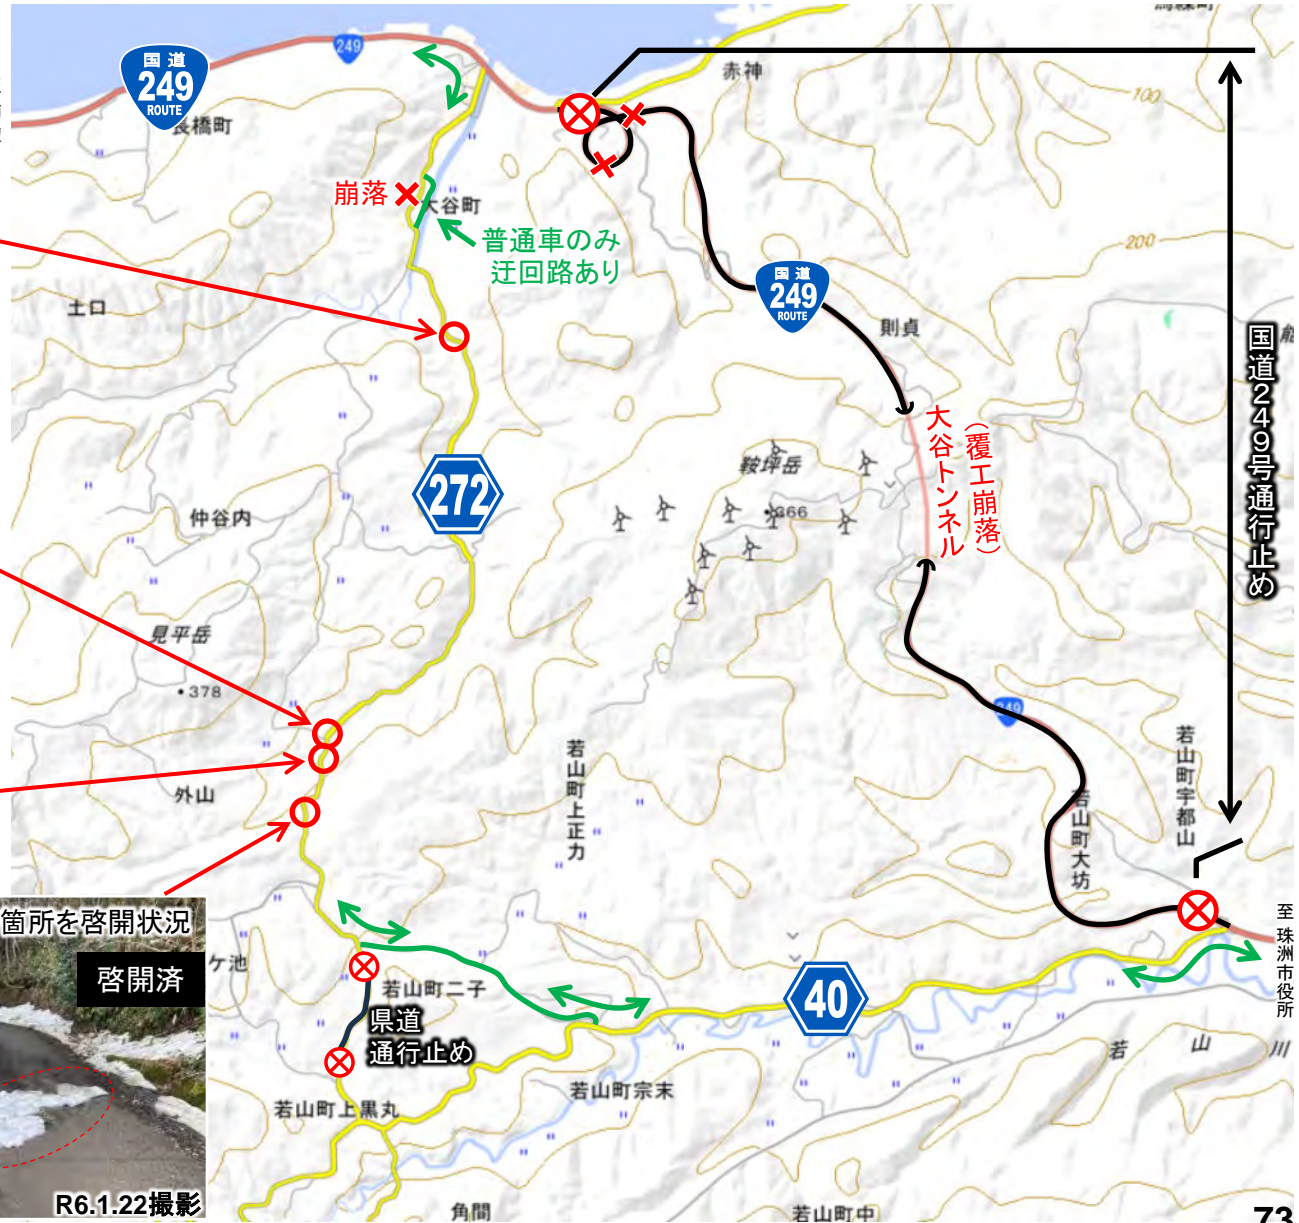 国道
249
ROUTE
249
長橋町
赤神
100
崩落
大谷町
普通車のみ
迂回路あり
200
土口
国道
249
ROUTE
則貞
国道249号通行止め
大谷トンネル
(覆工崩落)
鞍坪岳
366
272
仲谷内
見平岳
378
249
若山町上正力
若山町宇都山
若山町大坊
外山
箇所を啓開状況
啓開済
ケ池
若山町二子
県道
通行止め
40
至珠洲市役所
若山川
若山町宗末
若山町上黒丸
R6.1.22撮影
角間
若山町中
73